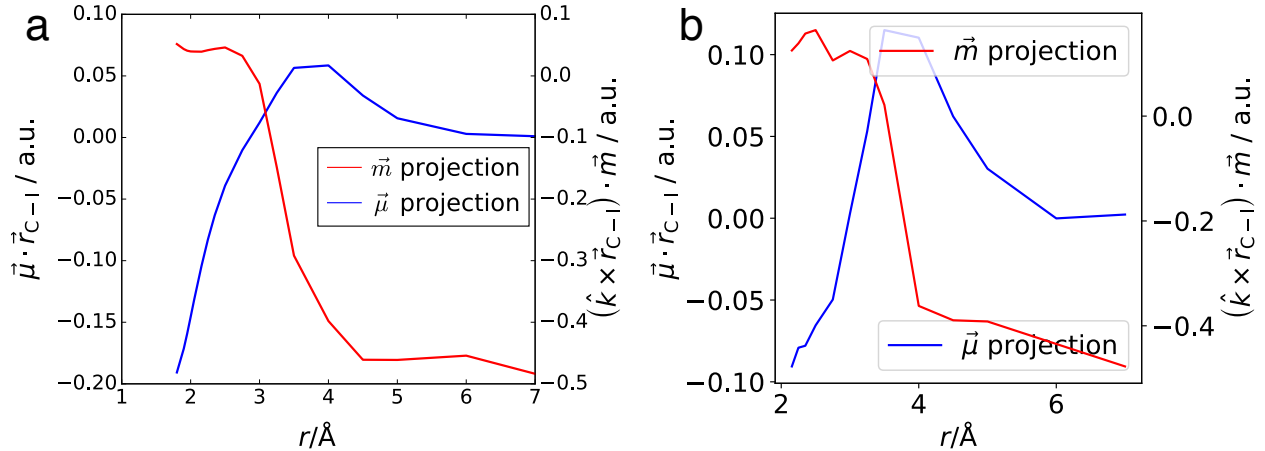 a
0.10
0.05
0.00
−0.05
−0.10
−0.15
−0.20
μ⃗ · r⃗C−I / a.u.
1 2 3 4 5 6 7
r/Å
0.1
0.0
−0.1
−0.2
−0.3
−0.4
−0.5
(k̂ × r⃗C−I) · m⃗ / a.u.
m⃗ projection
μ⃗ projection
b
0.10
0.05
0.00
−0.05
−0.10
μ⃗ · r⃗C−I / a.u.
2 4 6
r/Å
0.0
−0.2
−0.4
(k̂ × r⃗C−I) · m⃗ / a.u.
m⃗ projection
μ⃗ projection